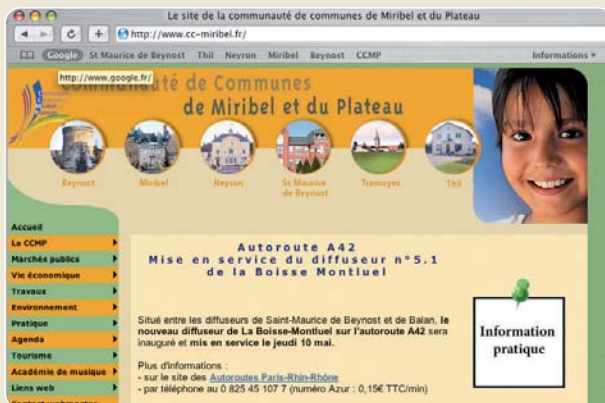 Le site de la communauté de communes de Miribel et du Plateau
http://www.cc-miribel.fr/
Google St Maurice de Beynost Thil Neyron Miribel Beynost CCMP Informations
http://www.google.fr/
Communauté de Communes
de Miribel et du Plateau
Beynost Miribel Neyron St Maurice de Beynost Tramoyes Thil
Accueil
La CCMP
Marchés publics
Vie économique
Travaux
Environnement
Pratique
Agenda
Tourisme
Académie de musique
Liens web
Contact webmaster
Autoroute A42
Mise en service du diffuseur n°5.1
de la Boisse Montluel
Situé entre les diffuseurs de Saint-Maurice de Beynost et de Balan, le
nouveau diffuseur de La Boisse-Montluel sur l'autoroute A42 sera
inauguré et mis en service le jeudi 10 mai.
Plus d'informations :
- sur le site des Autoroutes Paris-Rhin-Rhône
- par téléphone au 0 825 45 107 7 (numéro Azur : 0,15€ TTC/min)
Information
pratique